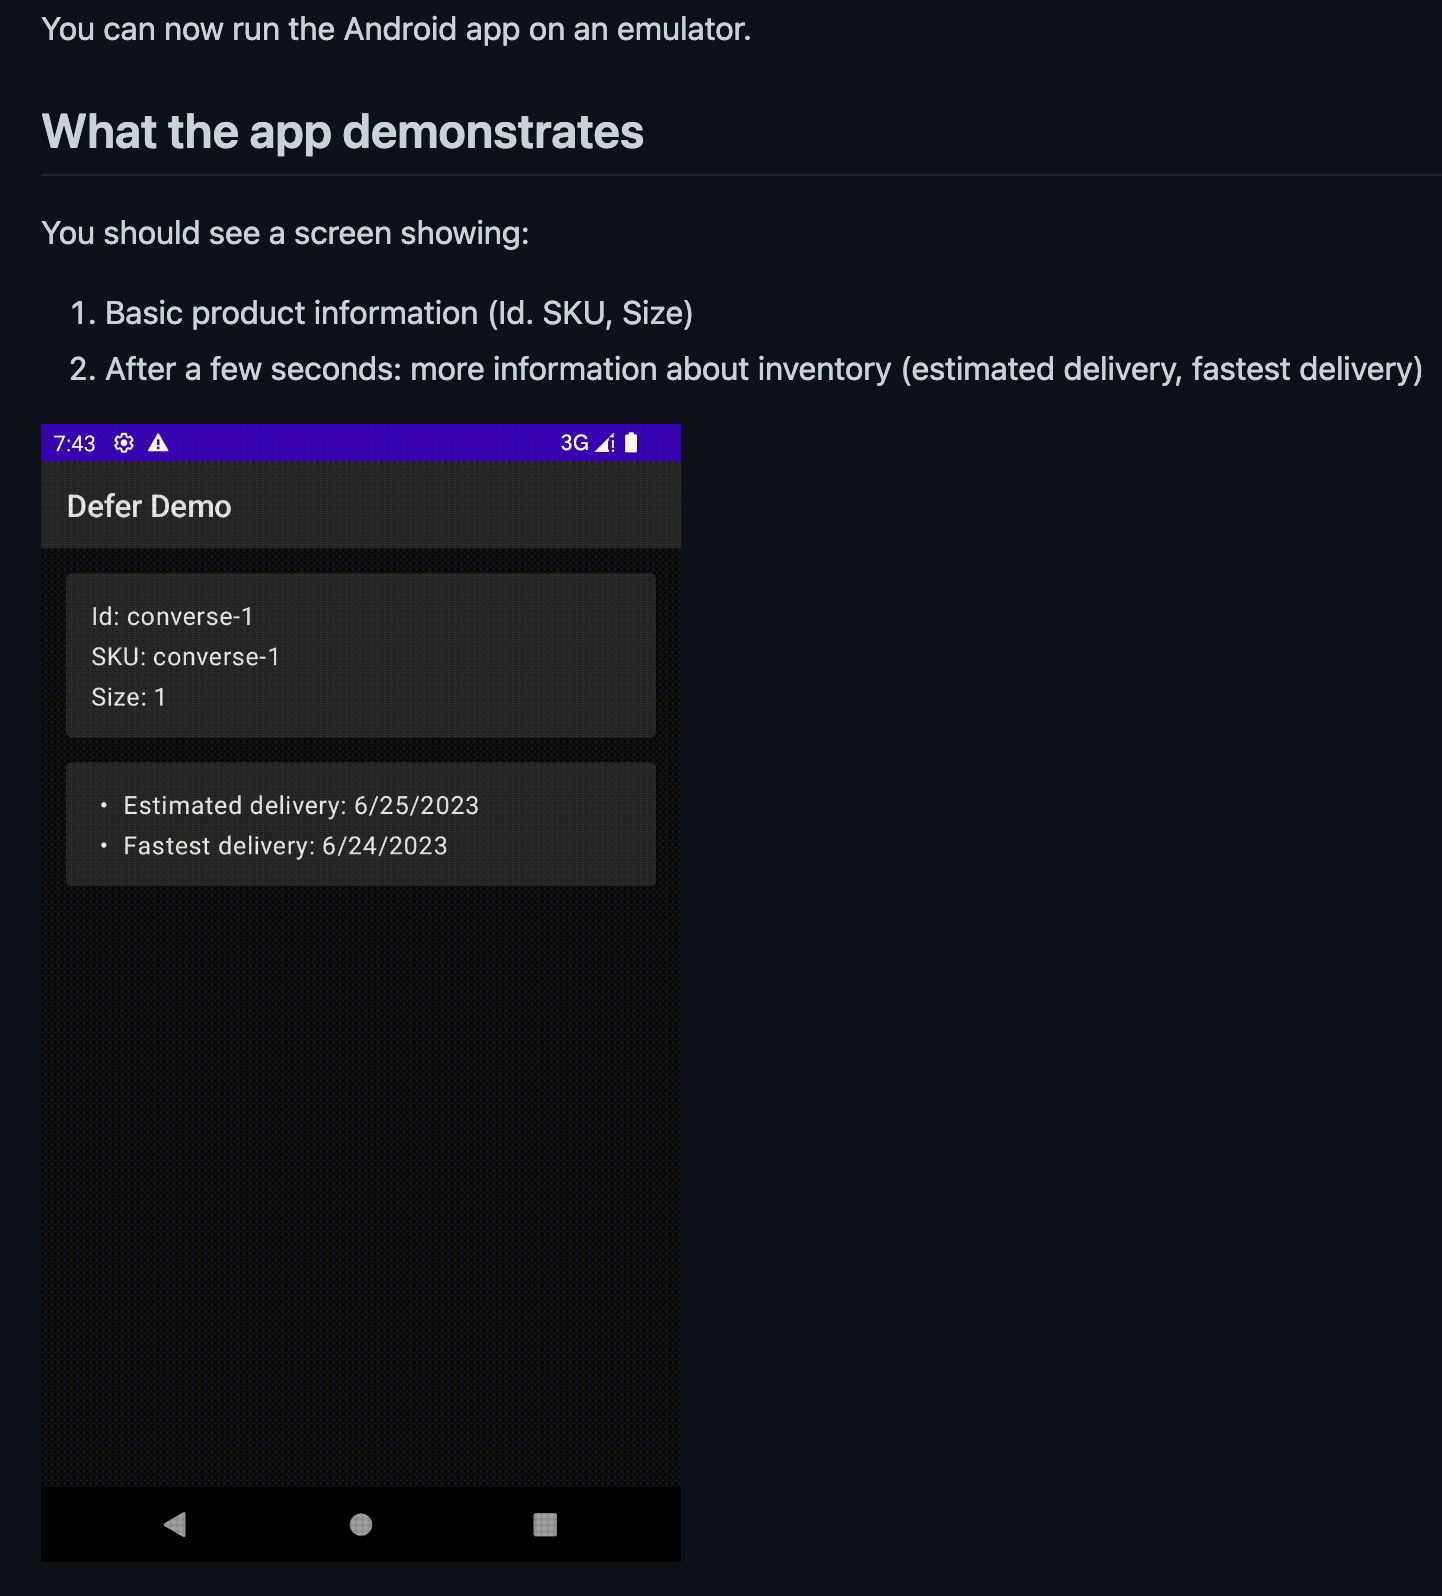 You can now run the Android app on an emulator.
What the app demonstrates
You should see a screen showing:
1. Basic product information (Id. SKU, Size)
2. After a few seconds: more information about inventory (estimated delivery, fastest delivery)
7:43 3G
Defer Demo
Id: converse-1
SKU: converse-1
Size: 1
• Estimated delivery: 6/25/2023
• Fastest delivery: 6/24/2023